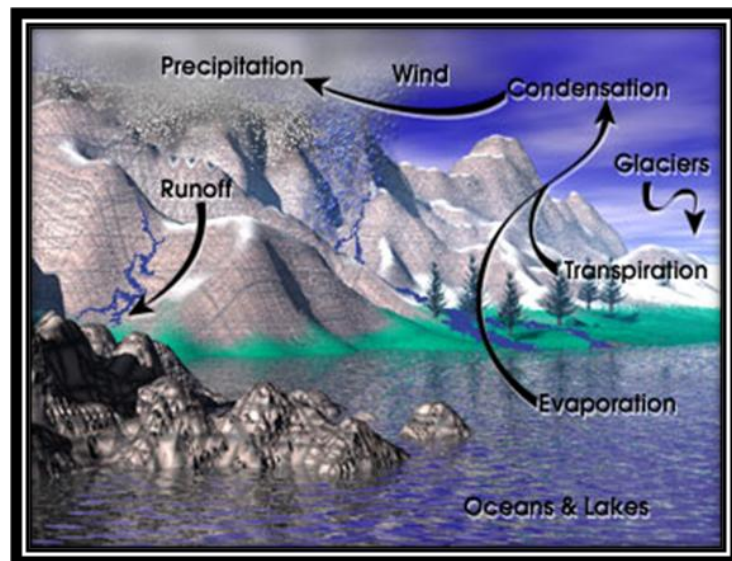 Precipitation
Wind
Condensation
Glaciers
Runoff
Transpiration
Evaporation
Oceans & Lakes